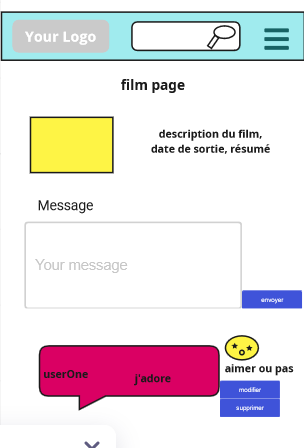 Your Logo
film page
description du film,
date de sortie, résumé
Message
Your message
envoyer
userOne
j'adore
aimer ou pas
modifier
supprimer